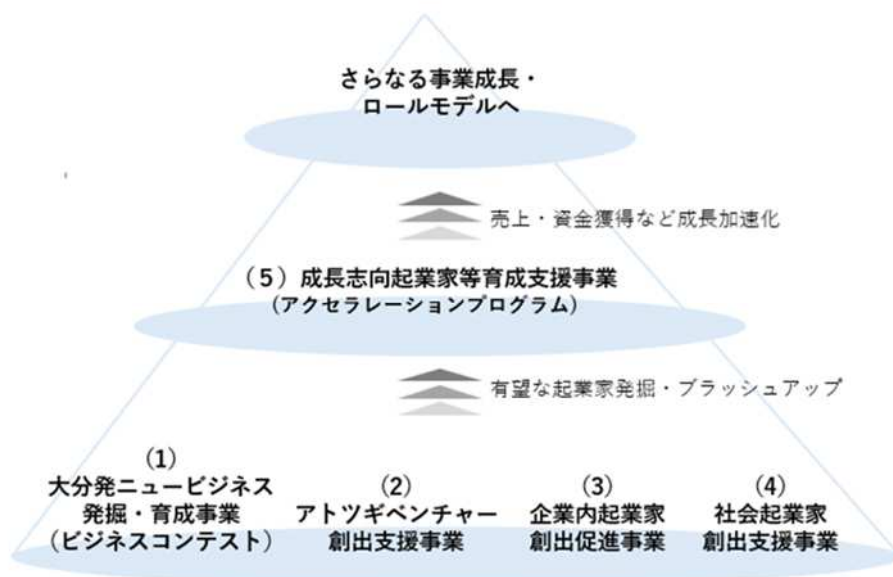 さらなる事業成長・
ロールモデルへ
売上・資金獲得など成長加速化
（5）成長志向起業家等育成支援事業
（アクセラレーションプログラム）
有望な起業家発掘・ブラッシュアップ
（1）
大分発ニュービジネス
発掘・育成事業
（ビジネスコンテスト）
（2）
アトツギベンチャー
創出支援事業
（3）
企業内起業家
創出促進事業
（4）
社会起業家
創出支援事業